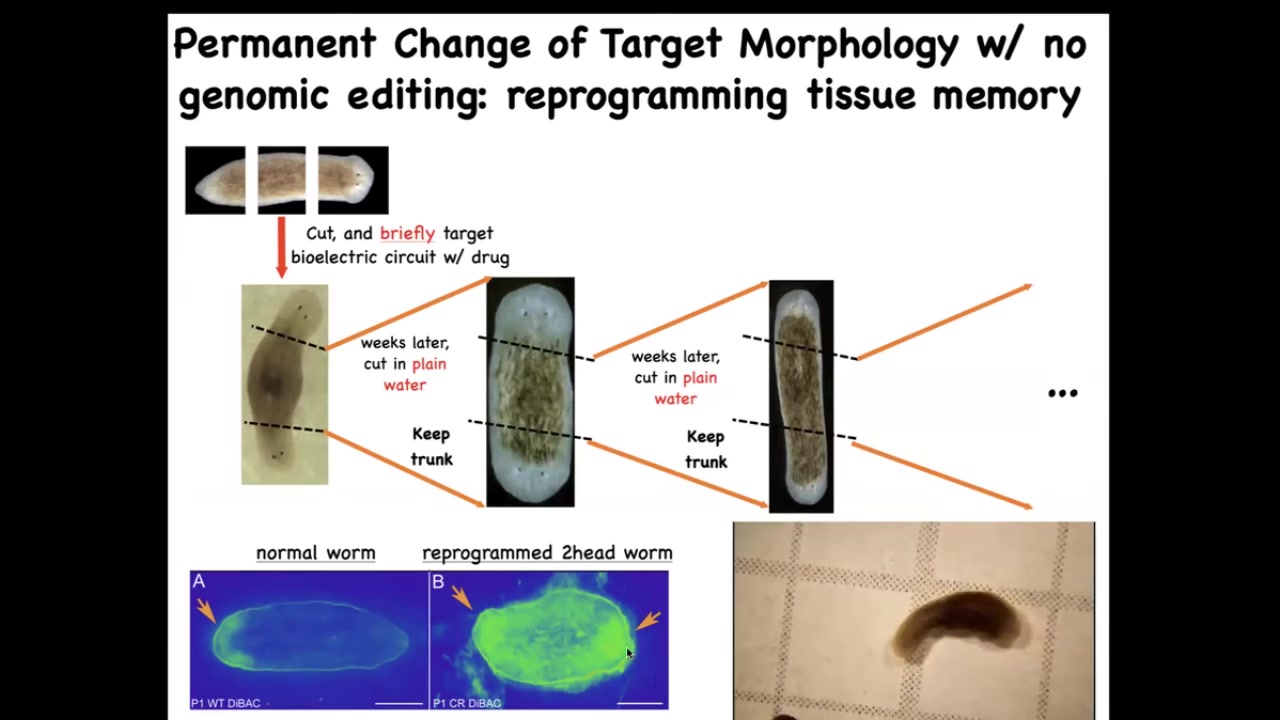 Permanent Change of Target Morphology w/ no
genomic editing: reprogramming tissue memory
Cut, and briefly target
bioelectric circuit w/ drug
weeks later,
cut in plain
water
Keep
trunk
weeks later,
cut in plain
water
Keep
trunk
...
normal worm
reprogrammed 2head worm
A
B
P1 WT DiBAC
P1 CR DiBAC